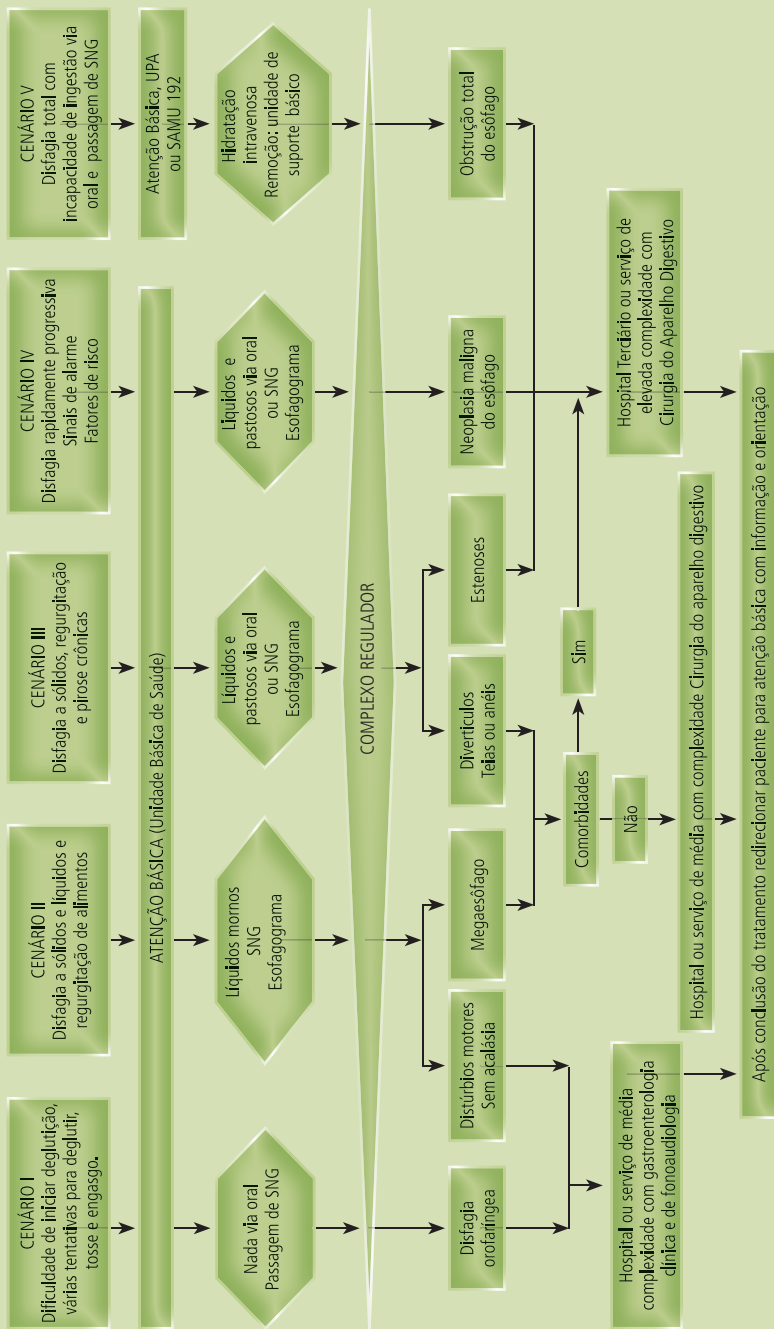 CENÁRIO I
Dificuldade de iniciar deglutição,
várias tentativas para deglutir,
tosse e engasgo.
CENÁRIO II
Disfagia a sólidos e líquidos e
regurgitação de alimentos
CENÁRIO III
Disfagia a sólidos, regurgitação
e pirose crônicas
CENÁRIO IV
Disfagia rapidamente progressiva
Sinais de alarme
Fatores de risco
CENÁRIO V
Disfagia total com
incapacidade de ingestão via
oral e passagem de SNG
ATENÇÃO BÁSICA (Unidade Básica de Saúde)
Atenção Básica, UPA
ou SAMU 192
Nada via oral
Passagem de SNG
Líquidos mornos
SNG
Esofagograma
Líquidos e
pastosos via oral
ou SNG
Esofagograma
Líquidos e
pastosos via oral
ou SNG
Esofagograma
Hidratação
intravenosa
Remoção: unidade de
suporte básico
COMPLEXO REGULADOR
Disfagia
orofaríngea
Distúrbios motores
Sem acalásia
Megaesôfago
Divertículos
Teias ou anéis
Estenoses
Neoplasia maligna
do esôfago
Obstrução total
do esôfago
Comorbidades
Sim
Não
Hospital ou serviço de média
complexidade com gastroenterologia
clínica e de fonoaudiologia
Hospital ou serviço de média com complexidade Cirurgia do aparelho digestivo
Hospital Terciário ou serviço de
elevada complexidade com
Cirurgia do Aparelho Digestivo
Após conclusão do tratamento redirecionar paciente para atenção básica com informação e orientação